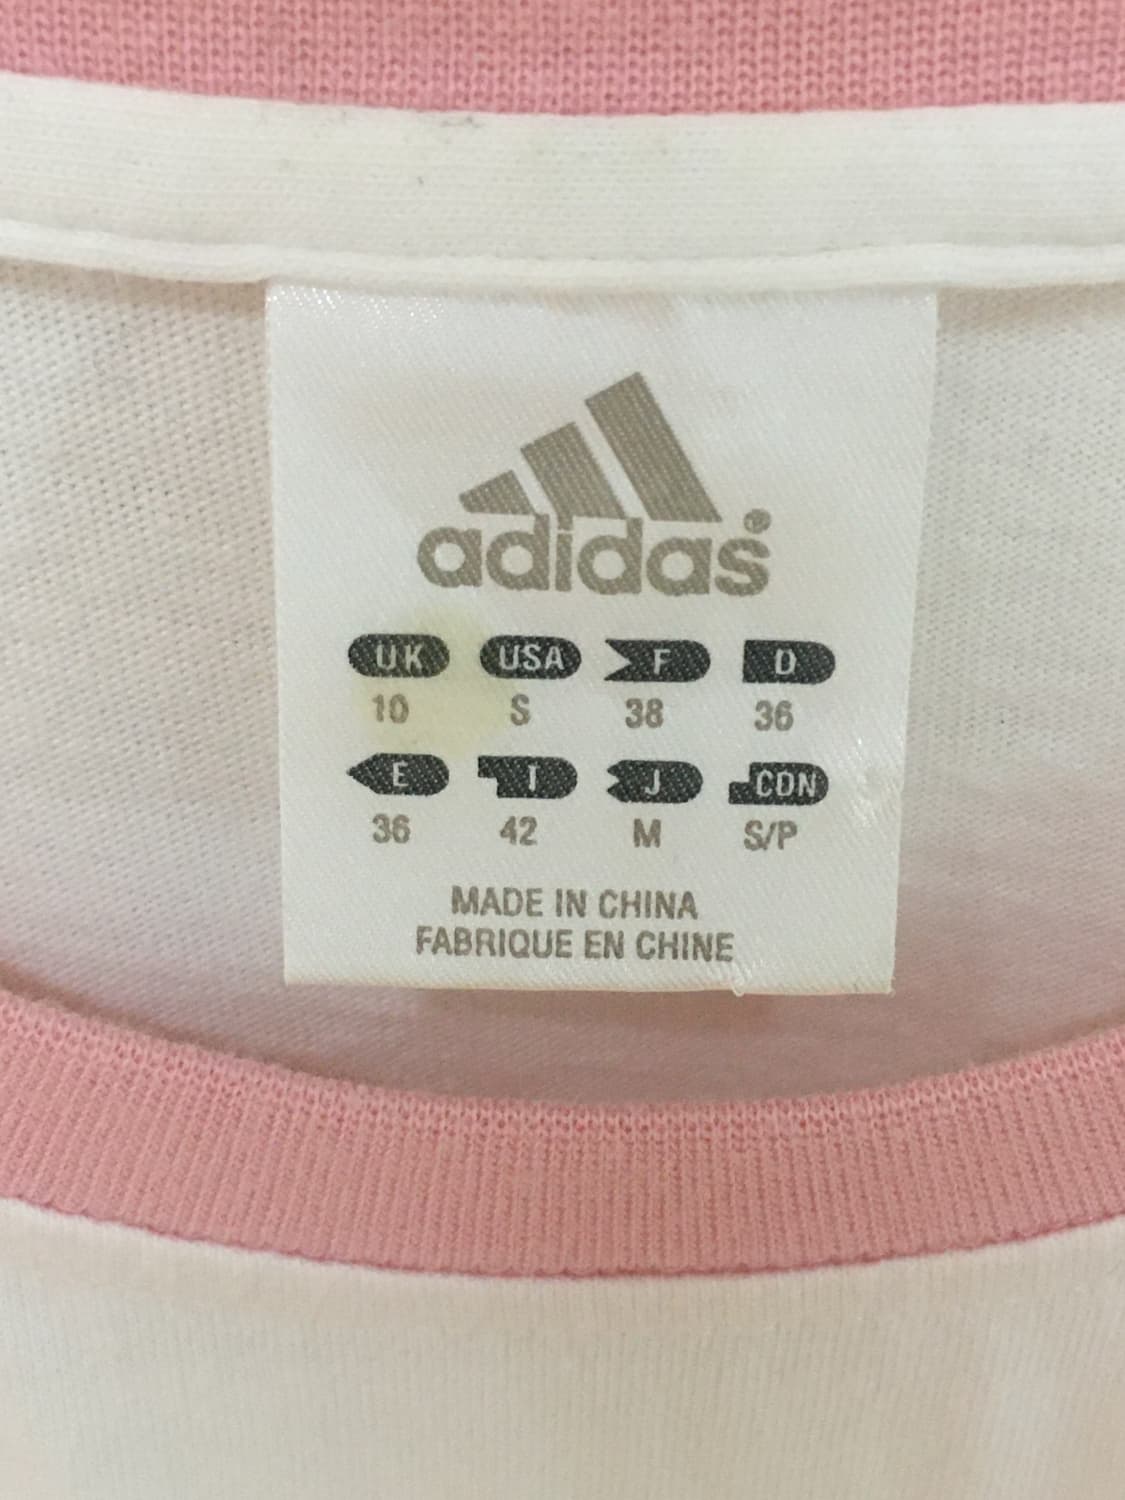 adidas®
UK USA F D
10 S 38 36
E I J CDN
36 42 M S/P
MADE IN CHINA
FABRIQUE EN CHINE